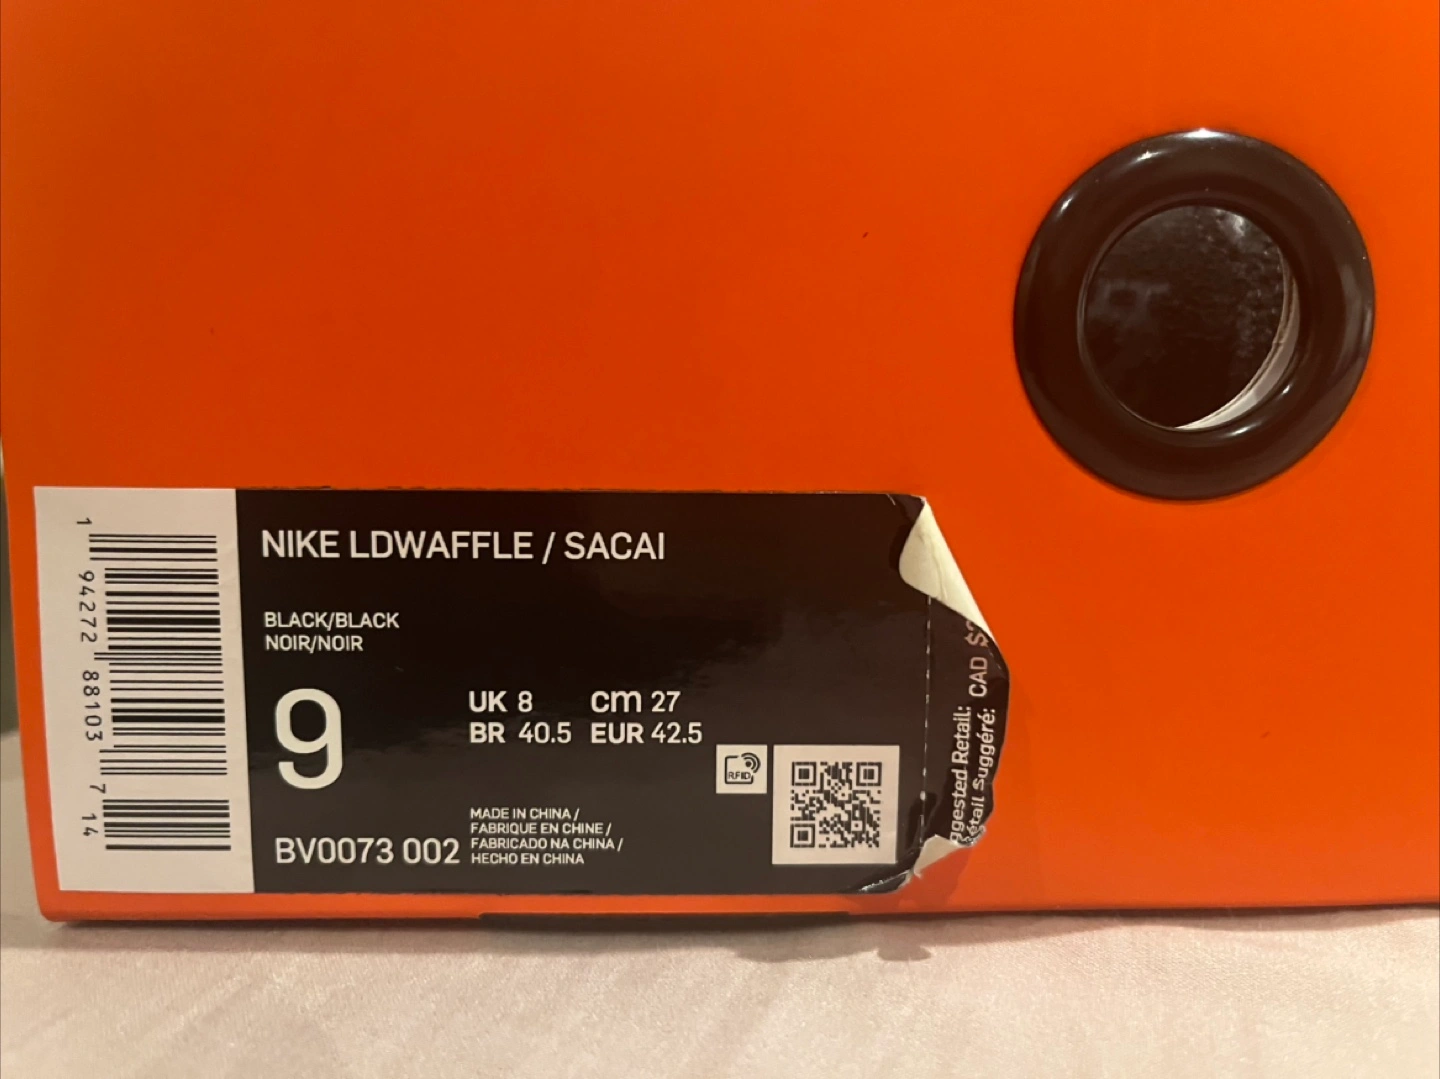 NIKE LDWAFFLE / SACAI
BLACK/BLACK
NOIR/NOIR
9
UK 8 cm 27
BR 40.5 EUR 42.5
RFID
BV0073 002
MADE IN CHINA /
FABRIQUE EN CHINE /
FABRICADO NA CHINA /
HECHO EN CHINA
1 94272 88103 7 14
Retail: CAD
Suggéré: